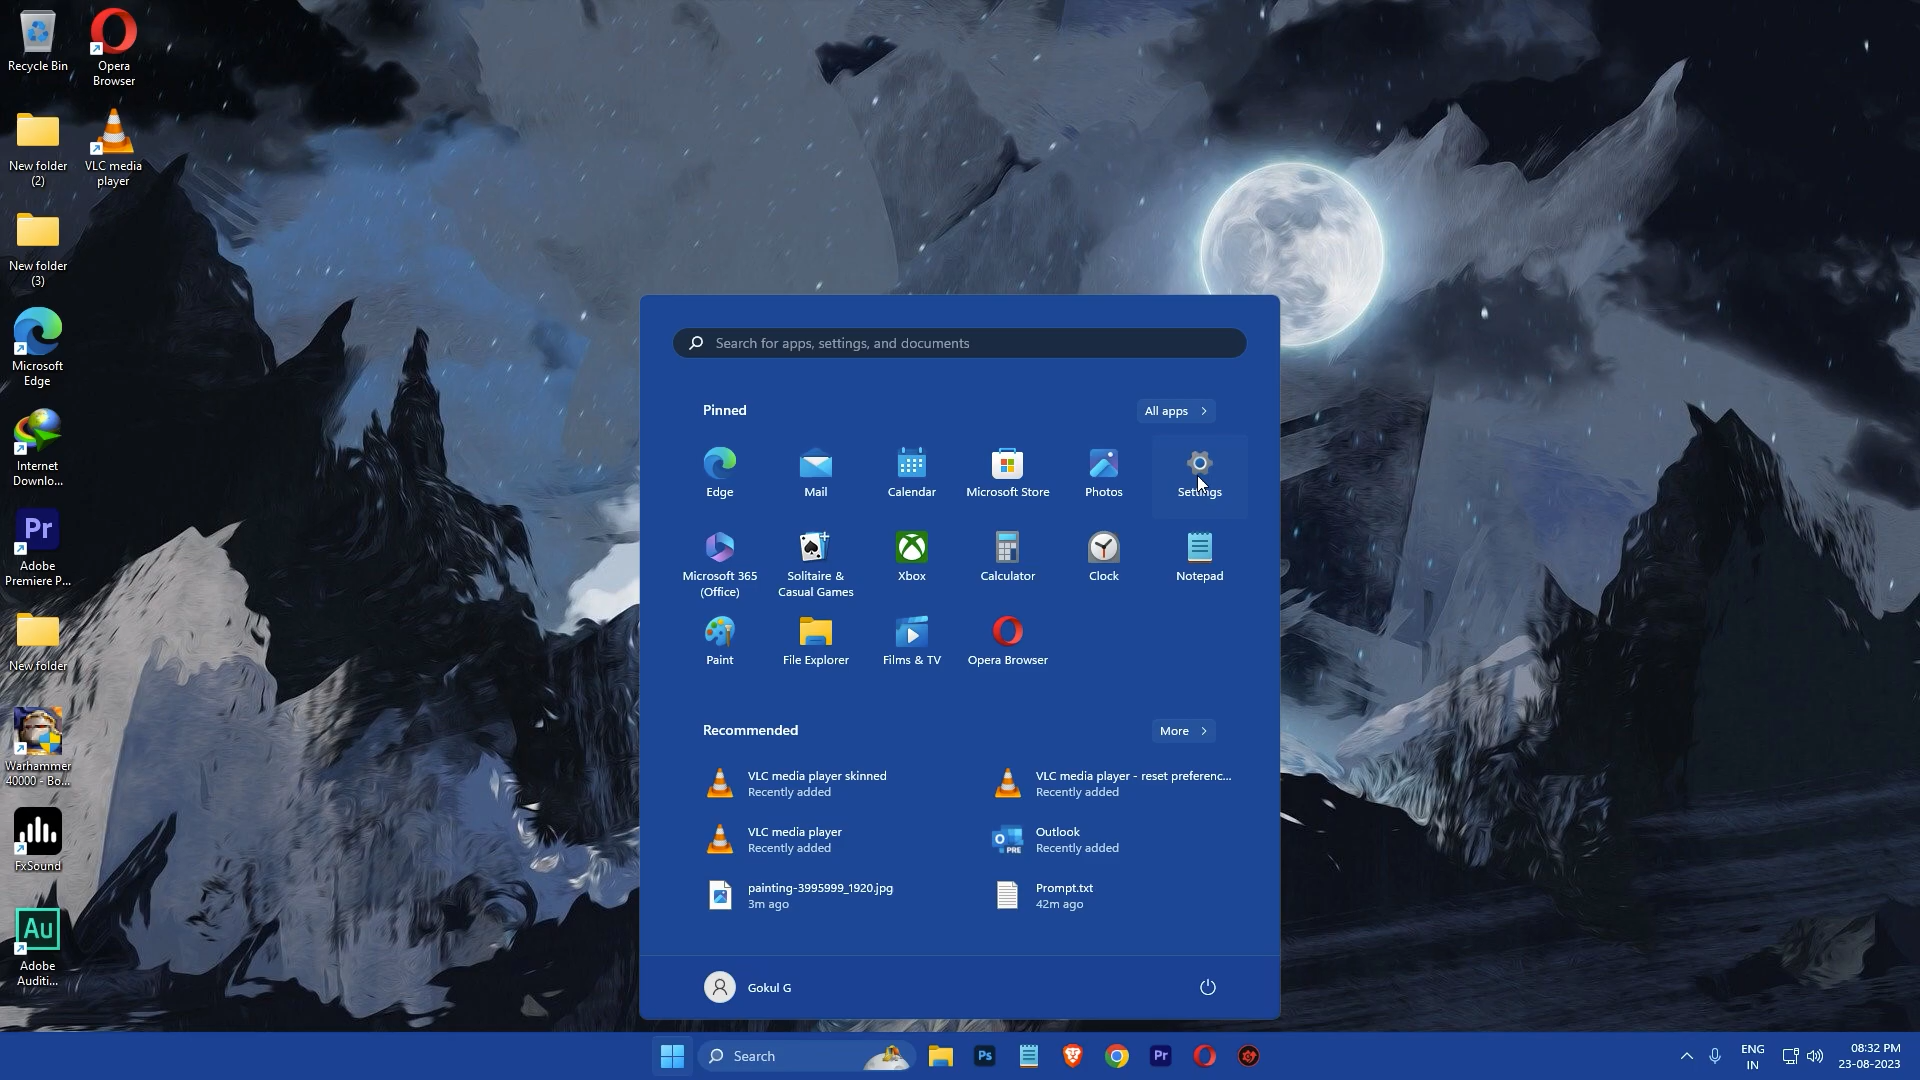 Recycle Bin
Opera
Browser
New folder
(2)
VLC media
player
New folder
(3)
Microsoft
Edge
Internet
Downlo...
Pr
Adobe
Premiere P...
New folder
Warhammer
40000 - Bo...
FxSound
Au
Adobe
Auditi...
Search for apps, settings, and documents
Pinned
All apps
Edge
Mail
Calendar
Microsoft Store
Photos
Settings
Microsoft 365
(Office)
Solitaire &
Casual Games
Xbox
Calculator
Clock
Notepad
Paint
File Explorer
Films & TV
Opera Browser
Recommended
More
VLC media player skinned
Recently added
VLC media player - reset preferenc...
Recently added
VLC media player
Recently added
O
PRE
Outlook
Recently added
painting-3995999_1920.jpg
3m ago
Prompt.txt
42m ago
Gokul G
Search
Ps
Pr
ENG
IN
08:32 PM
23-08-2023